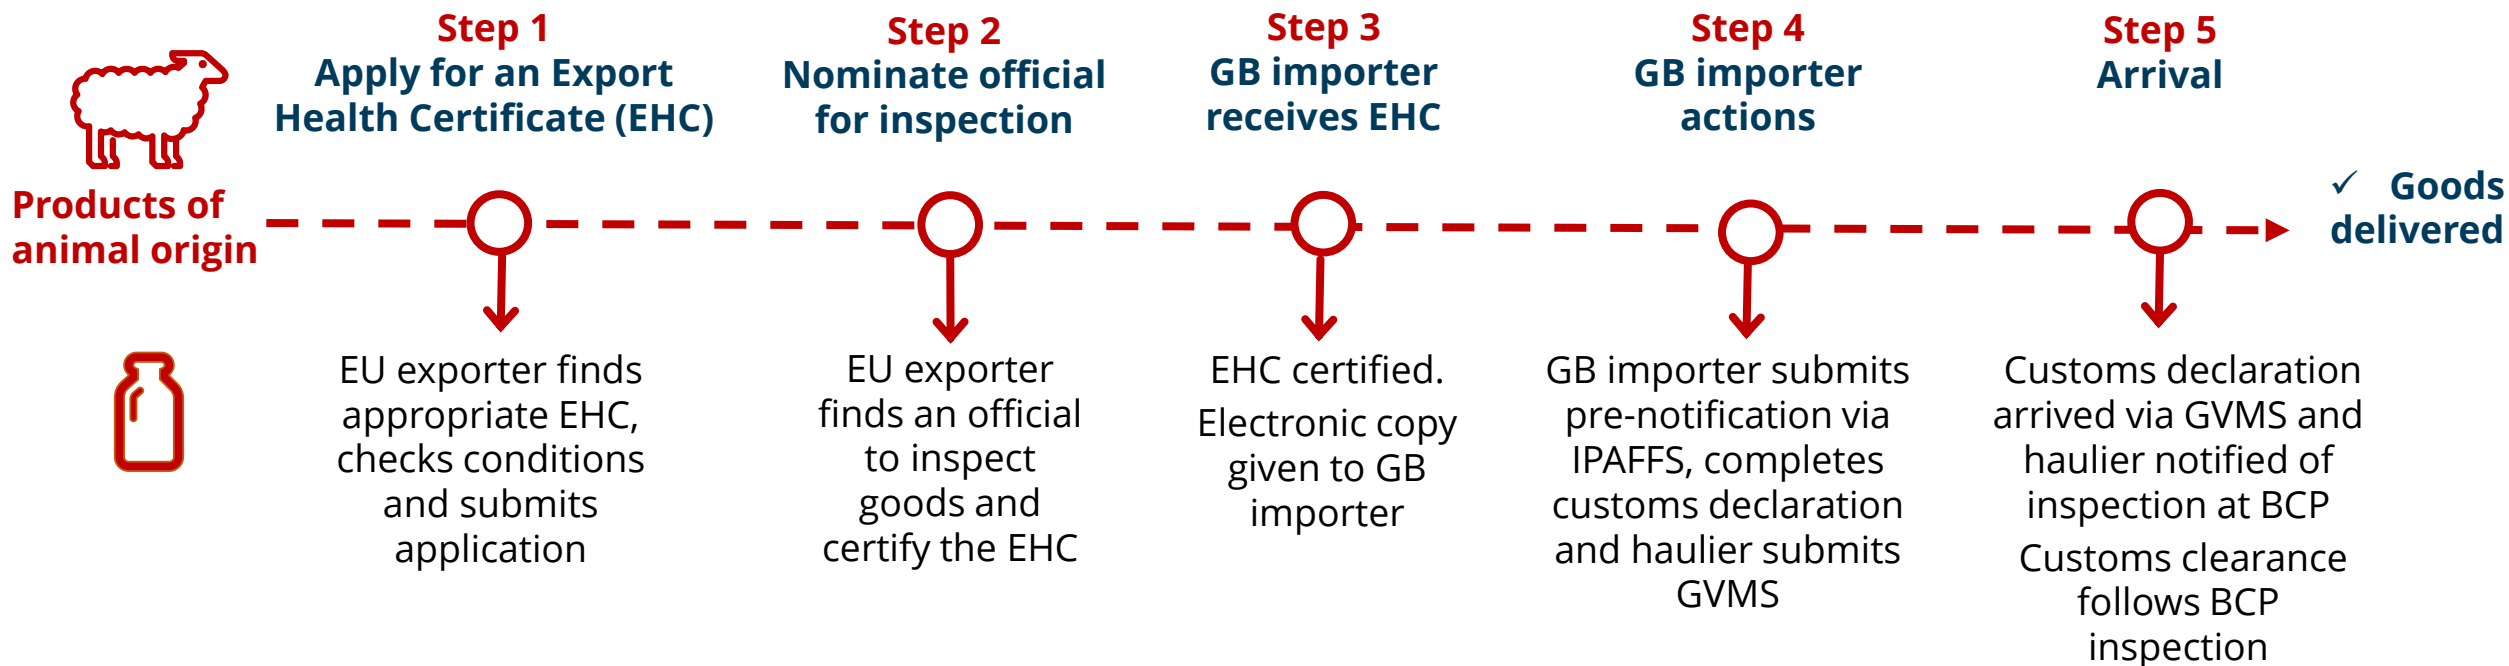 Products of
animal origin
Step 1
Apply for an Export
Health Certificate (EHC)
EU exporter finds
appropriate EHC,
checks conditions
and submits
application
Step 2
Nominate official
for inspection
EU exporter
finds an official
to inspect
goods and
certify the EHC
Step 3
GB importer
receives EHC
EHC certified.
Electronic copy
given to GB
importer
Step 4
GB importer
actions
GB importer submits
pre-notification via
IPAFFS, completes
customs declaration
and haulier submits
GVMS
Step 5
Arrival
Customs declaration
arrived via GVMS and
haulier notified of
inspection at BCP
Customs clearance
follows BCP
inspection
✓ Goods
delivered